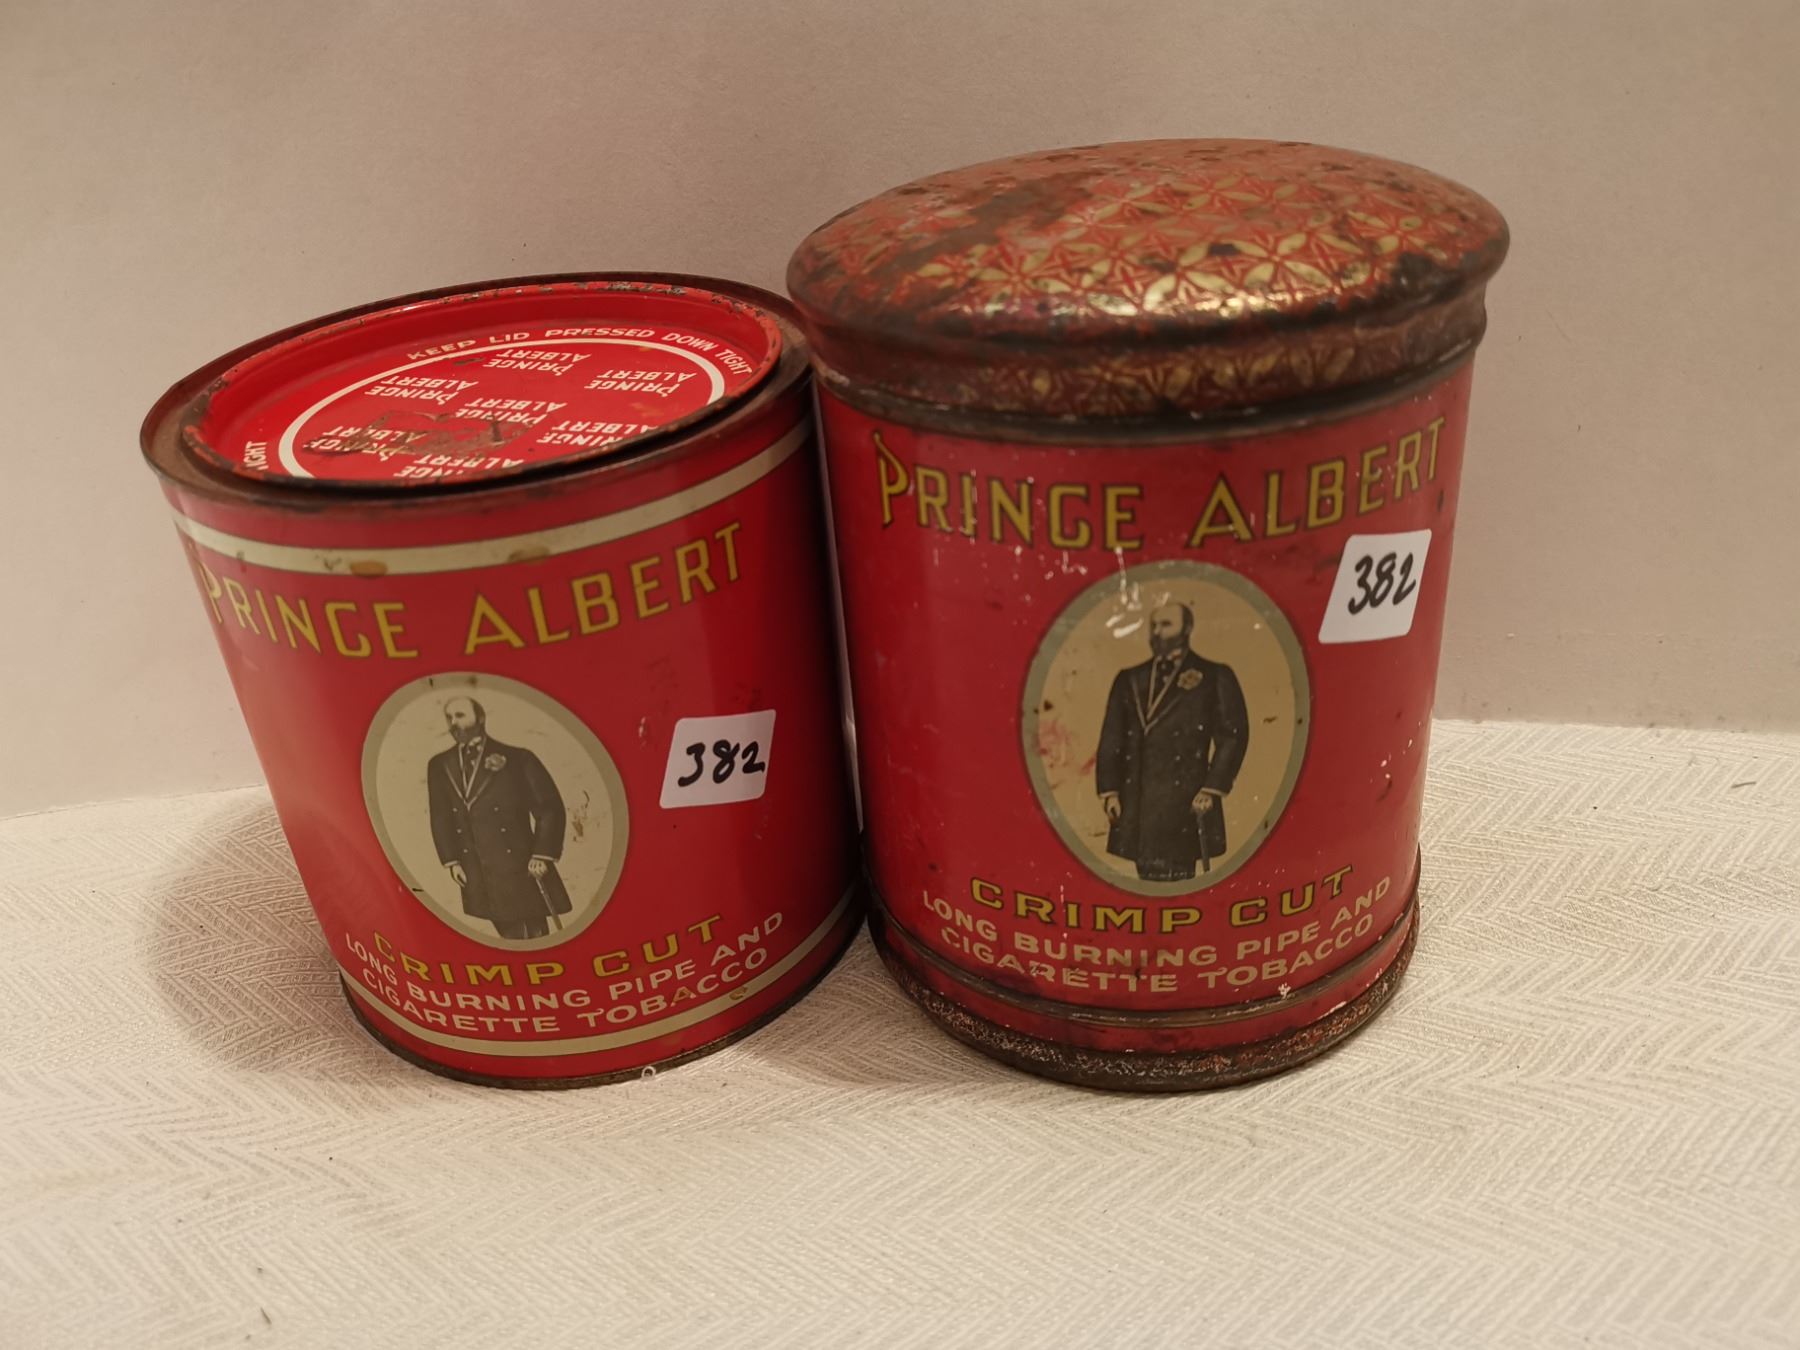 KEEP LID PRESSED DOWN TIGHT
PRINCE
ALBERT
PRINCE
ALBERT
PRINCE
ALBERT
PRINCE
ALBERT
PRINCE ALBERT
382
CRIMP CUT
LONG BURNING PIPE AND
CIGARETTE TOBACCO
PRINCE ALBERT
382
CRIMP CUT
LONG BURNING PIPE AND
CIGARETTE TOBACCO